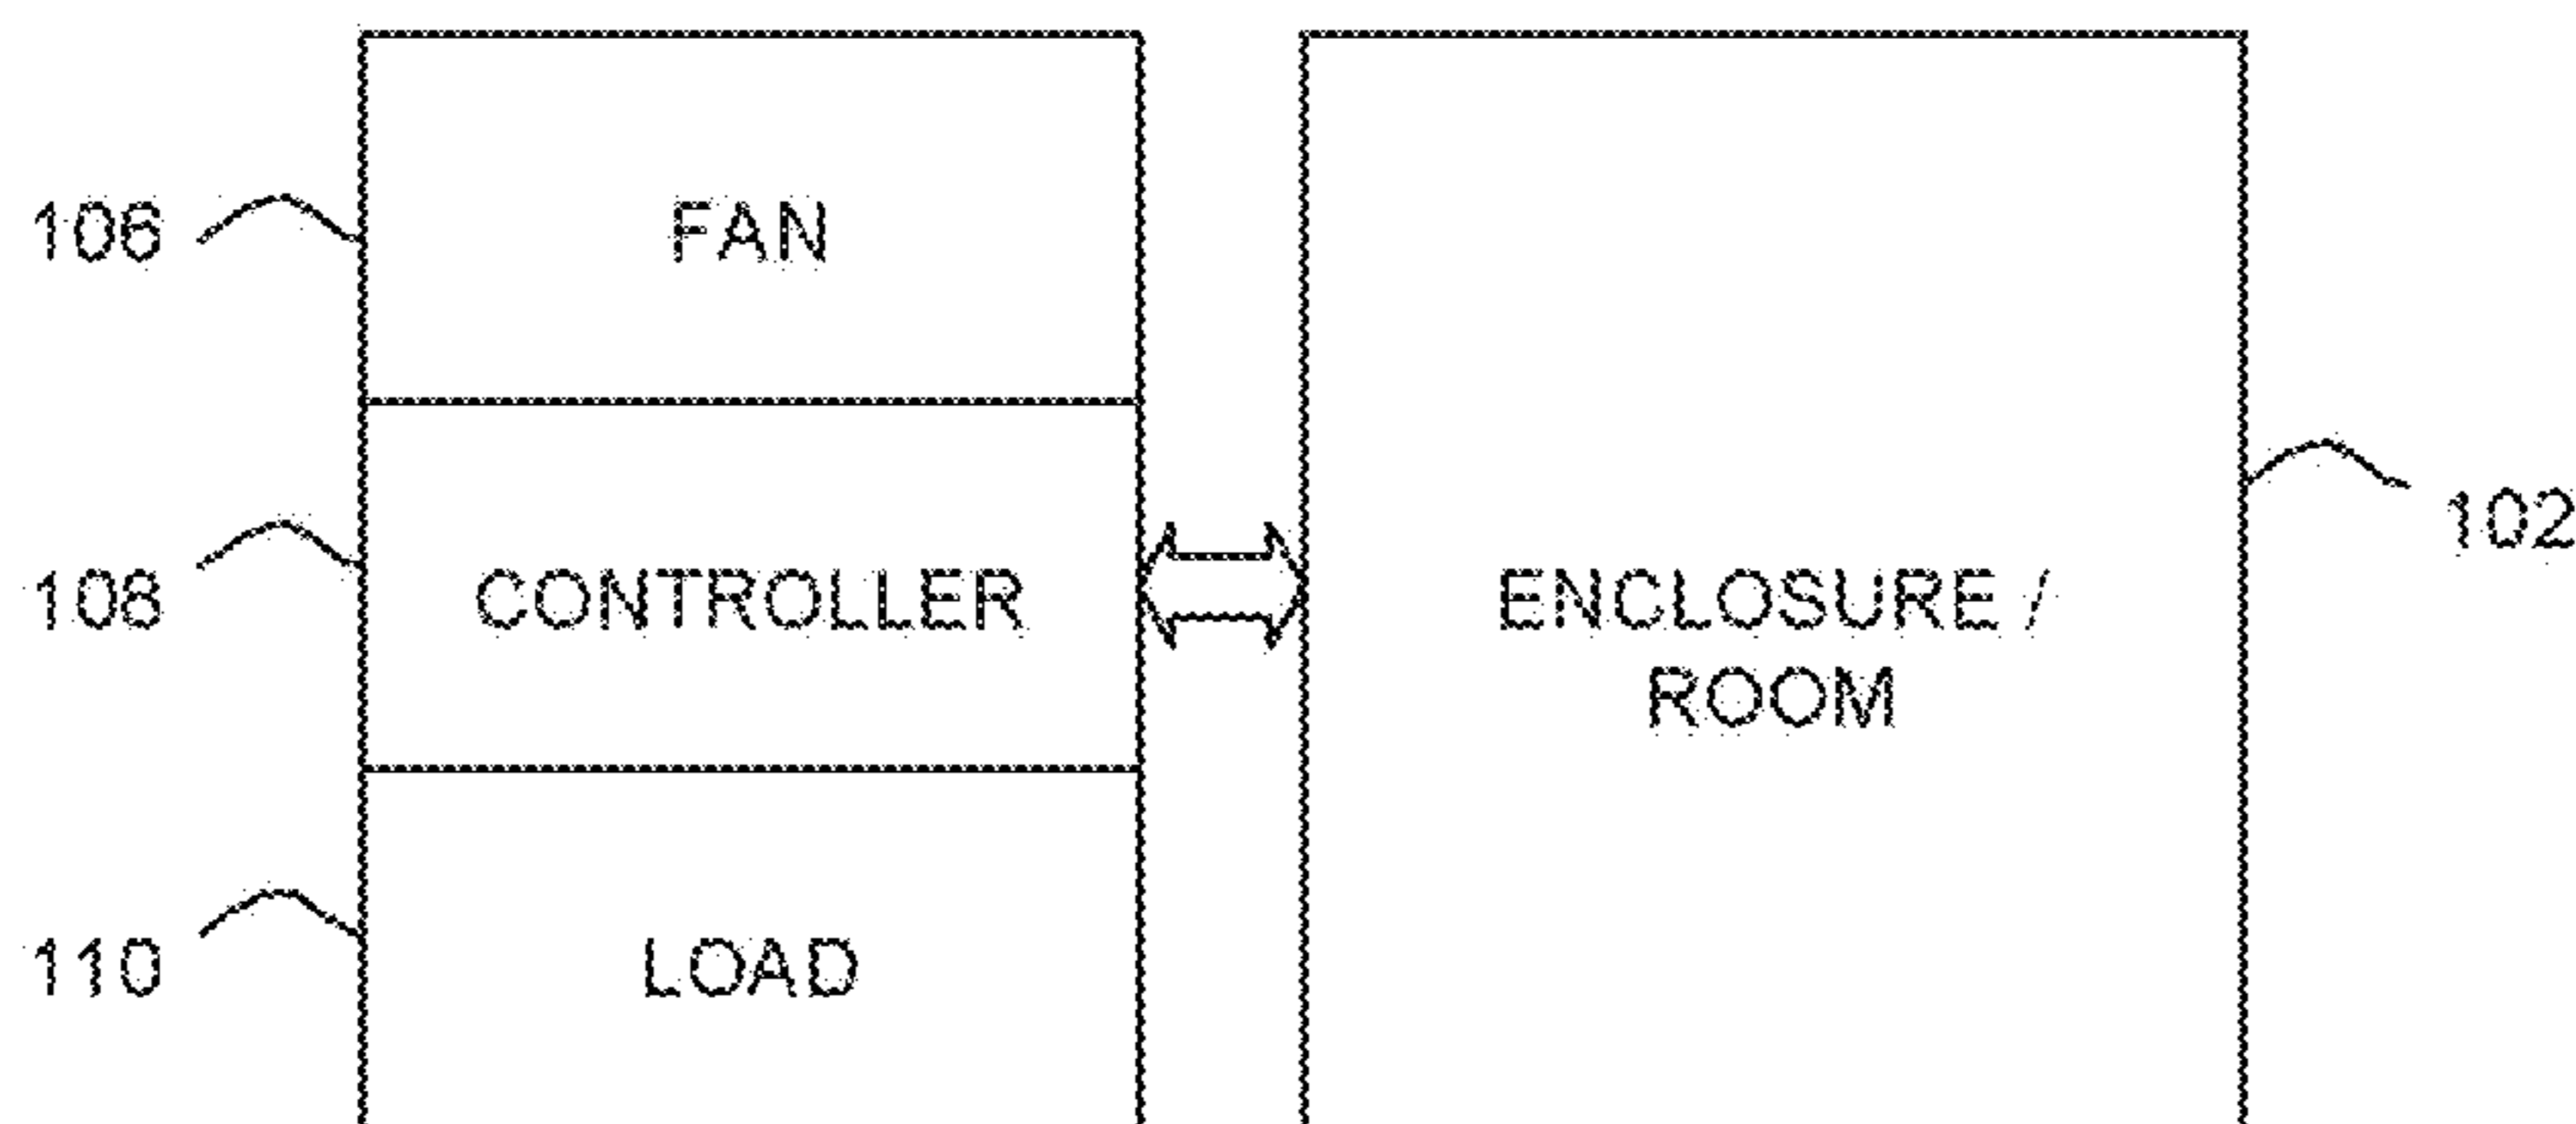 106
FAN
108
CONTROLLER
110
LOAD
ENCLOSURE /
ROOM
102